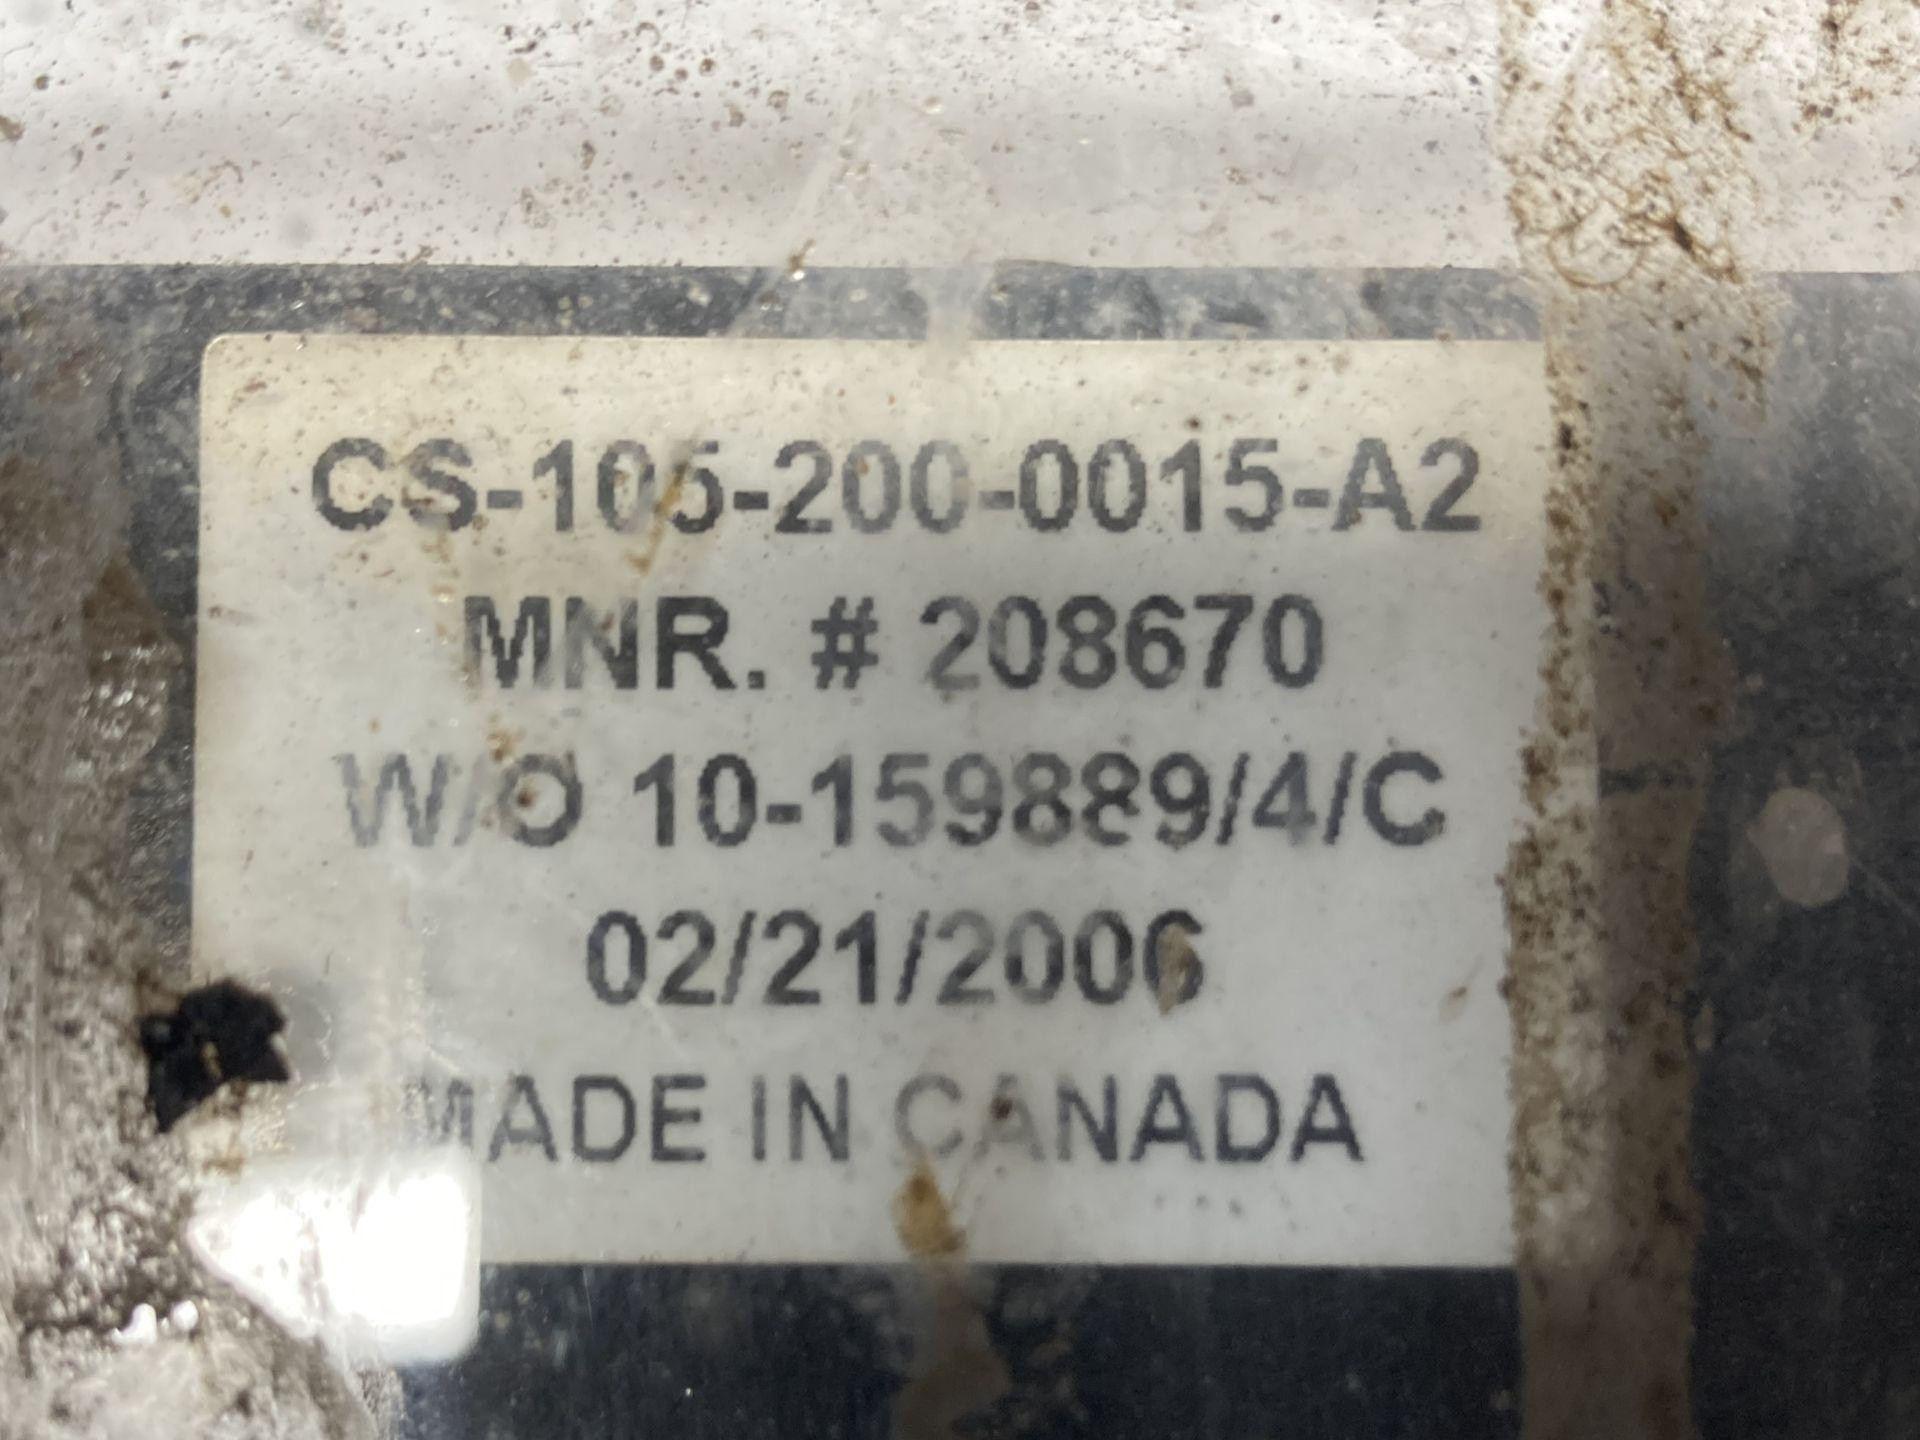 CS-105-200-0015-A2
MNR. # 208670
W/O 10-159889/4/C
02/21/2006
MADE IN CANADA